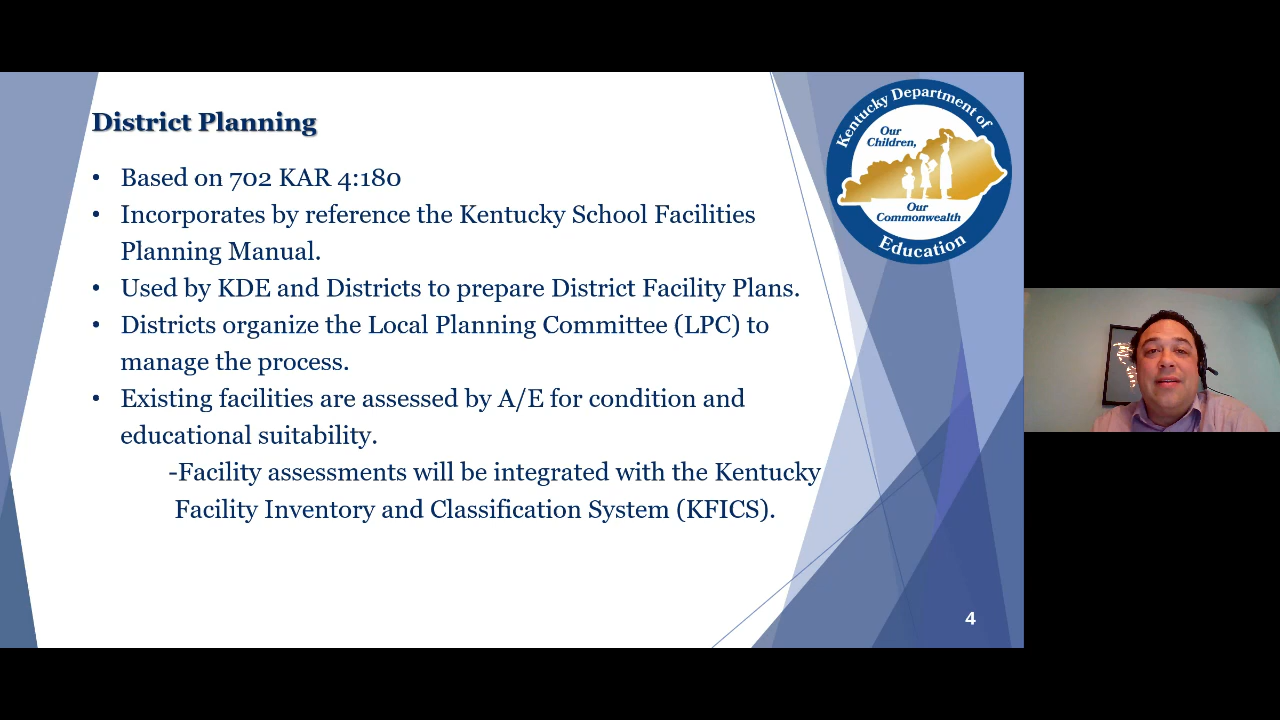 District Planning
• Based on 702 KAR 4:180
• Incorporates by reference the Kentucky School Facilities
Planning Manual.
• Used by KDE and Districts to prepare District Facility Plans.
• Districts organize the Local Planning Committee (LPC) to
manage the process.
• Existing facilities are assessed by A/E for condition and
educational suitability.
-Facility assessments will be integrated with the Kentucky
Facility Inventory and Classification System (KFICS).
Kentucky Department of
Our
Children,
Our
Commonwealth
Education
4